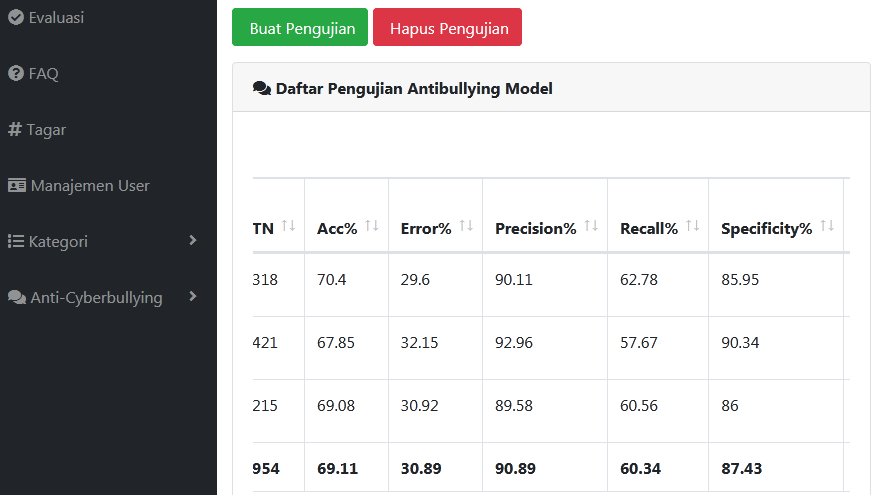 Evaluasi
FAQ
Tagar
Manajemen User
Kategori
Anti-Cyberbullying
Buat Pengujian Hapus Pengujian
Daftar Pengujian Antibullying Model
TN Acc% Error% Precision% Recall% Specificity%
318 70.4 29.6 90.11 62.78 85.95
421 67.85 32.15 92.96 57.67 90.34
215 69.08 30.92 89.58 60.56 86
954 69.11 30.89 90.89 60.34 87.43